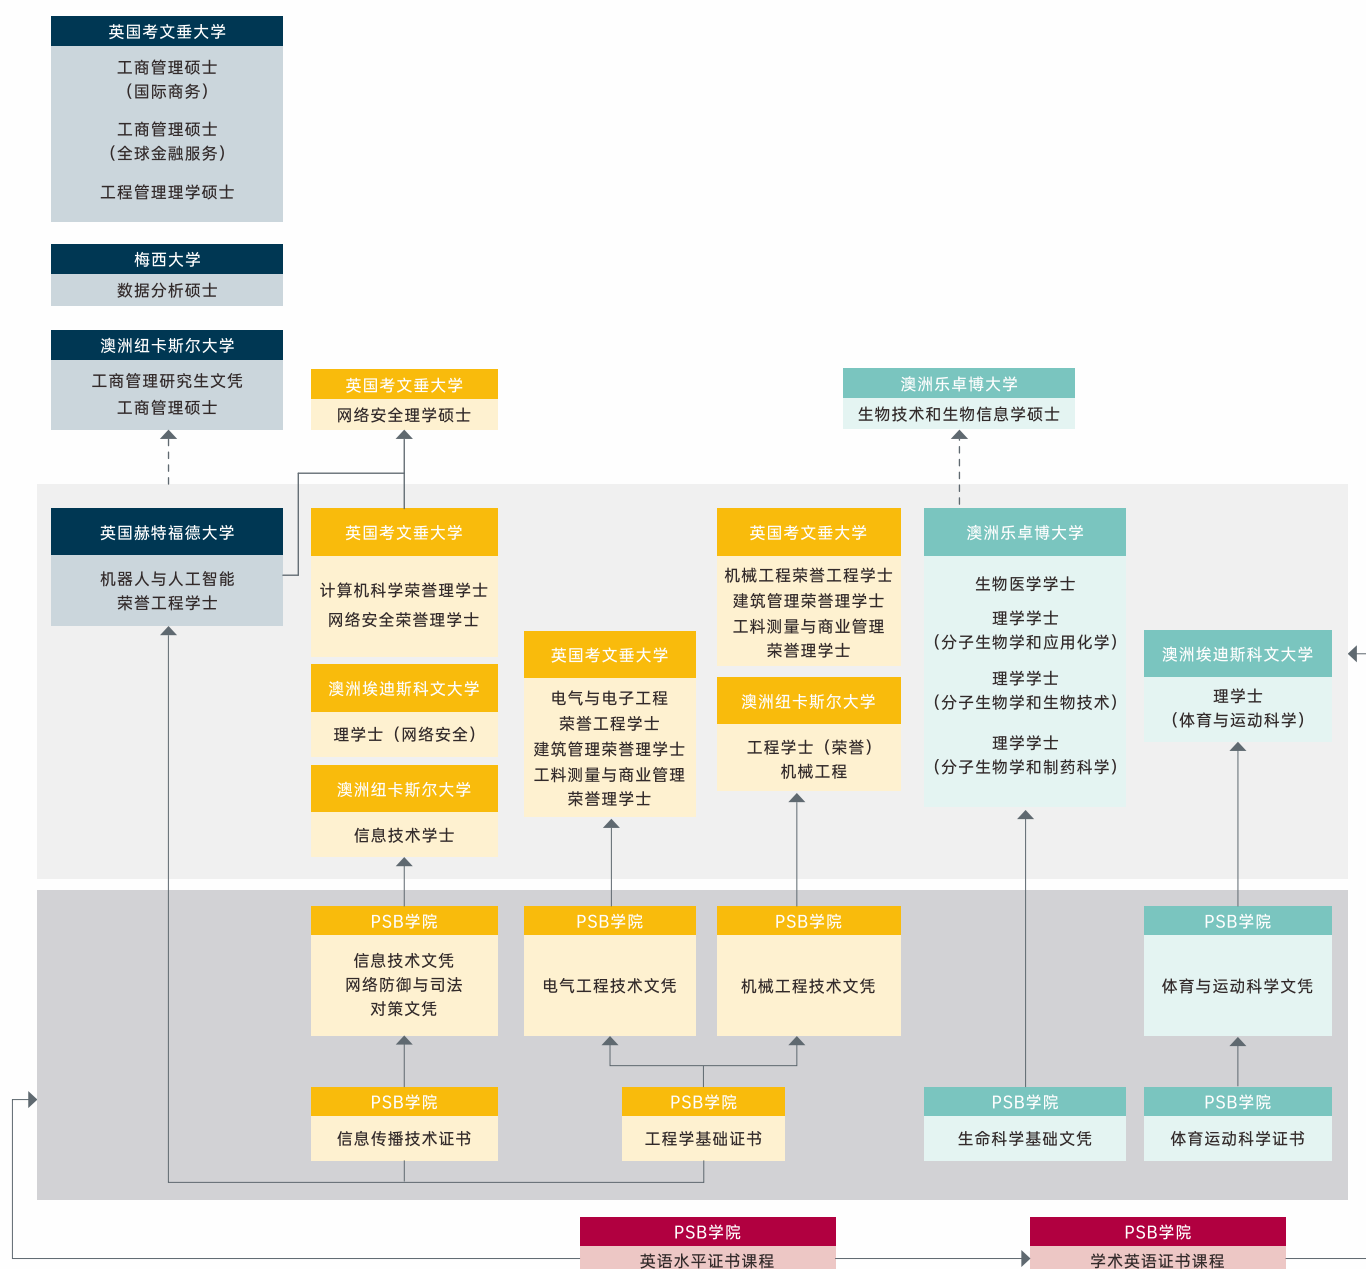 英国考文垂大学
工商管理硕士
（国际商务）
工商管理硕士
（全球金融服务）
工程管理理学硕士
梅西大学
数据分析硕士
澳洲纽卡斯尔大学
工商管理研究生文凭
工商管理硕士
英国考文垂大学
网络安全理学硕士
澳洲乐卓博大学
生物技术和生物信息学硕士
英国赫特福德大学
机器人与人工智能
荣誉工程学士
英国考文垂大学
计算机科学荣誉理学士
网络安全荣誉理学士
澳洲埃迪斯科文大学
理学士（网络安全）
澳洲纽卡斯尔大学
信息技术学士
英国考文垂大学
电气与电子工程
荣誉工程学士
建筑管理荣誉理学士
工料测量与商业管理
荣誉理学士
英国考文垂大学
机械工程荣誉工程学士
建筑管理荣誉理学士
工料测量与商业管理
荣誉理学士
澳洲纽卡斯尔大学
工程学士（荣誉）
机械工程
澳洲乐卓博大学
生物医学学士
理学学士
（分子生物学和应用化学）
理学学士
（分子生物学和生物技术）
理学学士
（分子生物学和制药科学）
澳洲埃迪斯科文大学
理学士
（体育与运动科学）
PSB学院
信息技术文凭
网络防御与司法
对策文凭
PSB学院
电气工程技术文凭
PSB学院
机械工程技术文凭
PSB学院
体育与运动科学文凭
PSB学院
信息传播技术证书
PSB学院
工程学基础证书
PSB学院
生命科学基础文凭
PSB学院
体育运动科学证书
PSB学院
英语水平证书课程
PSB学院
学术英语证书课程